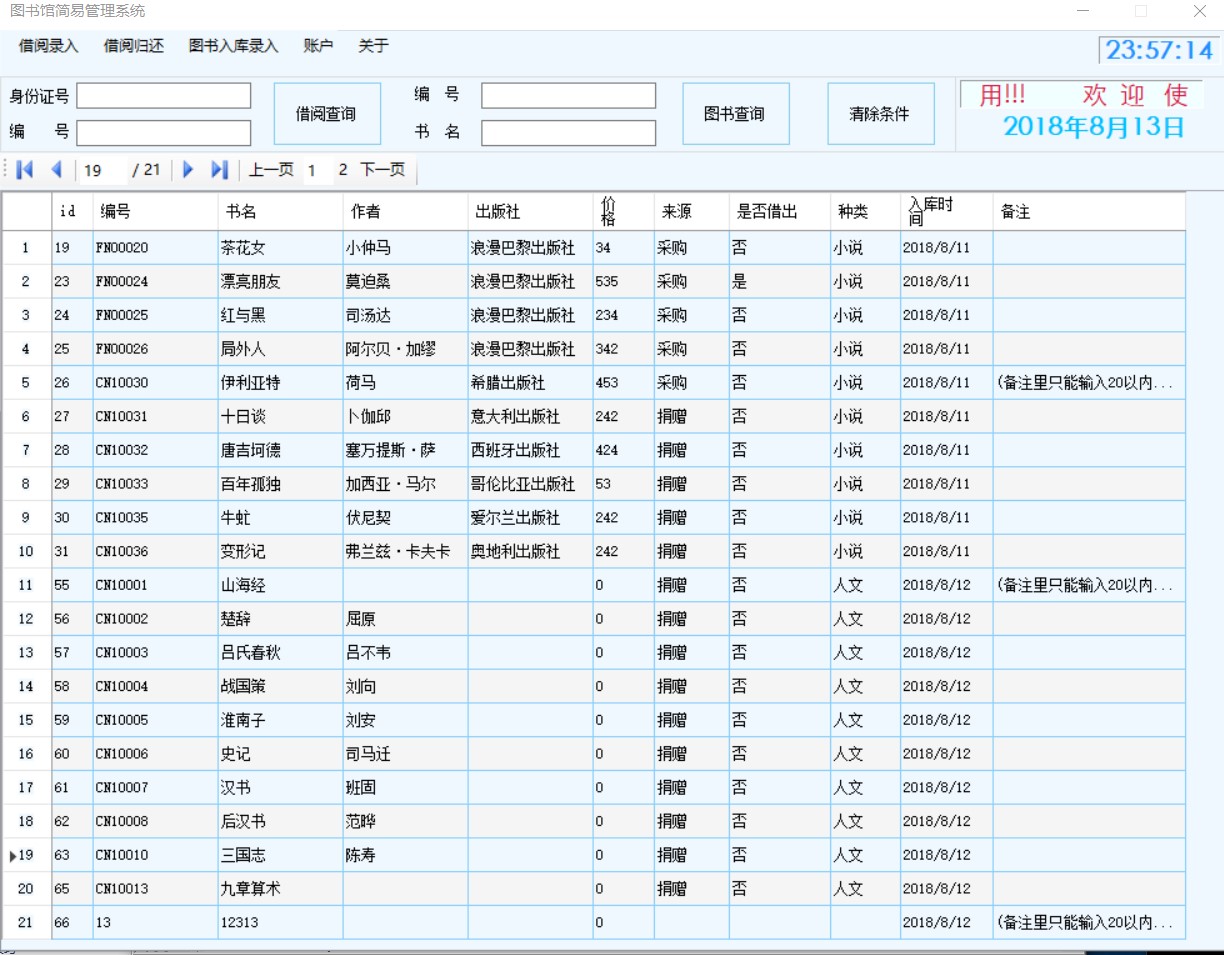 图书馆简易管理系统
借阅录入 借阅归还 图书入库录入 账户 关于 23:57:14
身份证号 借阅查询 编 号 图书查询 清除条件 用!!! 欢 迎 使
编 号 书 名 2018年8月13日
19 / 21 上一页 1 2 下一页
id 编号 书名 作者 出版社 价格 来源 是否借出 种类 入库时间 备注
1 19 FN00020 茶花女 小仲马 浪漫巴黎出版社 34 采购 否 小说 2018/8/11
2 23 FN00024 漂亮朋友 莫迫桑 浪漫巴黎出版社 535 采购 是 小说 2018/8/11
3 24 FN00025 红与黑 司汤达 浪漫巴黎出版社 234 采购 否 小说 2018/8/11
4 25 FN00026 局外人 阿尔贝·加缪 浪漫巴黎出版社 342 采购 否 小说 2018/8/11
5 26 CN10030 伊利亚特 荷马 希腊出版社 453 采购 否 小说 2018/8/11 (备注里只能输入20以内...
6 27 CN10031 十日谈 卜伽邱 意大利出版社 242 捐赠 否 小说 2018/8/11
7 28 CN10032 唐吉坷德 塞万提斯·萨 西班牙出版社 424 捐赠 否 小说 2018/8/11
8 29 CN10033 百年孤独 加西亚·马尔 哥伦比亚出版社 53 捐赠 否 小说 2018/8/11
9 30 CN10035 牛虻 伏尼契 爱尔兰出版社 242 捐赠 否 小说 2018/8/11
10 31 CN10036 变形记 弗兰兹·卡夫卡 奥地利出版社 242 捐赠 否 小说 2018/8/11
11 55 CN10001 山海经 0 捐赠 否 人文 2018/8/12 (备注里只能输入20以内...
12 56 CN10002 楚辞 屈原 0 捐赠 否 人文 2018/8/12
13 57 CN10003 吕氏春秋 吕不韦 0 捐赠 否 人文 2018/8/12
14 58 CN10004 战国策 刘向 0 捐赠 否 人文 2018/8/12
15 59 CN10005 淮南子 刘安 0 捐赠 否 人文 2018/8/12
16 60 CN10006 史记 司马迁 0 捐赠 否 人文 2018/8/12
17 61 CN10007 汉书 班固 0 捐赠 否 人文 2018/8/12
18 62 CN10008 后汉书 范晔 0 捐赠 否 人文 2018/8/12
19 63 CN10010 三国志 陈寿 0 捐赠 否 人文 2018/8/12
20 65 CN10013 九章算术 0 捐赠 否 人文 2018/8/12
21 66 13 12313 0 2018/8/12 (备注里只能输入20以内...